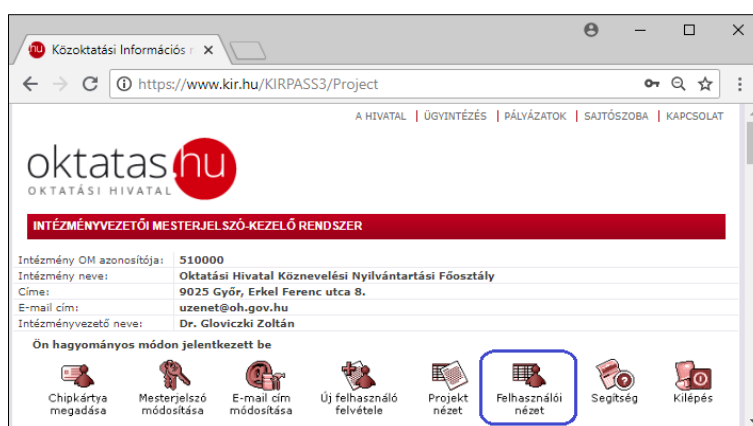 Közoktatási Információs r
https://www.kir.hu/KIRPASS3/Project
A HIVATAL | ÜGYINTÉZÉS | PÁLYÁZATOK | SAJTÓSZOBA | KAPCSOLAT
oktatas.hu
OKTATÁSI HIVATAL
INTÉZMÉNYVEZETŐI MESTERJELSZÓ-KEZELŐ RENDSZER
Intézmény OM azonosítója: 510000
Intézmény neve: Oktatási Hivatal Köznevelési Nyilvántartási Főosztály
Címe: 9025 Győr, Erkel Ferenc utca 8.
E-mail cím: uzenet@oh.gov.hu
Intézményvezető neve: Dr. Gloviczki Zoltán
Ön hagyományos módon jelentkezett be
Chipkártya megadása
Mesterjelszó módosítása
E-mail cím módosítása
Új felhasználó felvétele
Projekt nézet
Felhasználói nézet
Segítség
Kilépés